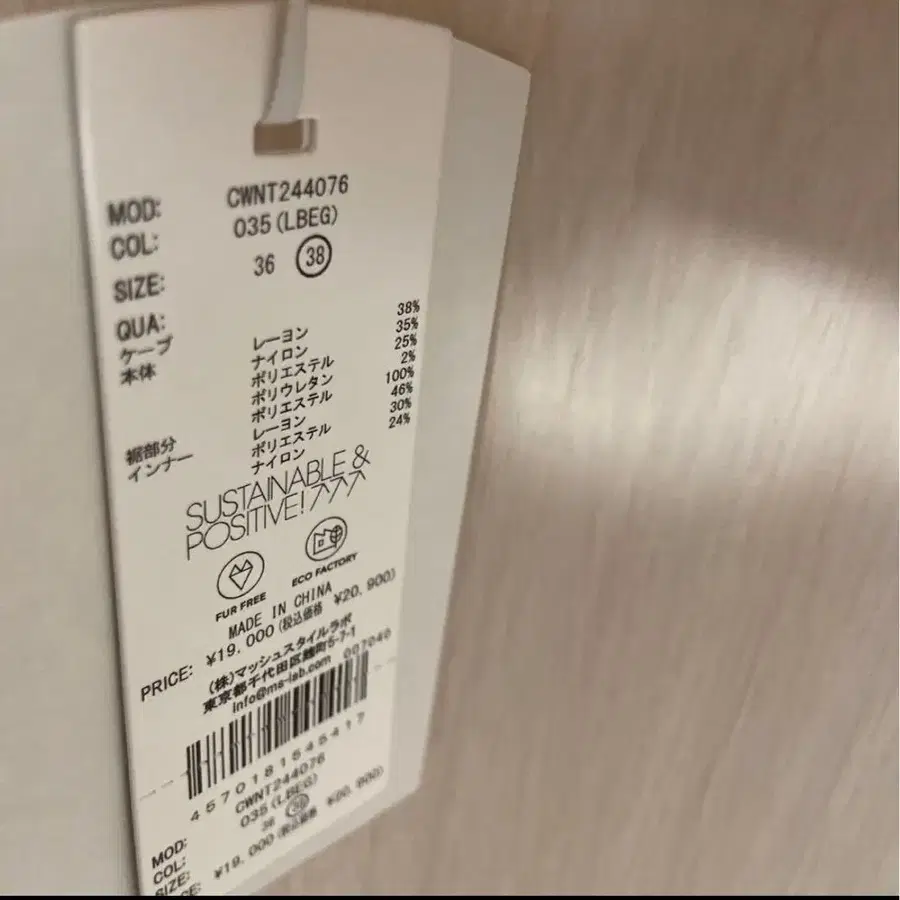 MOD: CWNT244076
COL: 035(LBEG)
SIZE: 36 38
QUA:
ケープ レーヨン 38%
本体 ナイロン 35%
ポリエステル 25%
ポリウレタン 2%
裾部分 ポリエステル 100%
インナー レーヨン 46%
ポリエステル 30%
ナイロン 24%
SUSTAINABLE &
POSITIVE! ↗↗↗
FUR FREE ECO FACTORY
MADE IN CHINA
PRICE: ¥19,000(税込価格 ¥20,900)
(株)マッシュスタイルラボ
東京都千代田区麹町5-7-1
info@ms-lab.com 007040
4570181545417
MOD: CWNT244076
COL: 035(LBEG)
SIZE: 36 38
¥19,000(税込価格 ¥20,900)